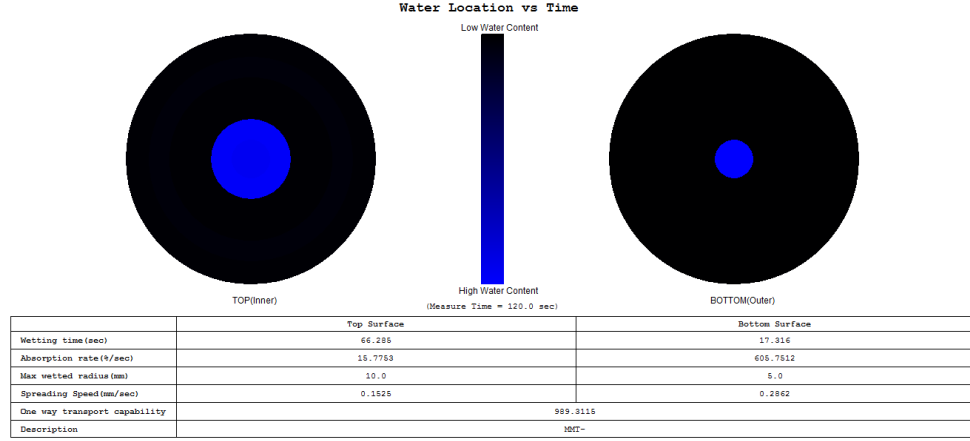 Water Location vs Time
Low Water Content
High Water Content
TOP(Inner)
(Measure Time = 120.0 sec)
BOTTOM(Outer)
Top Surface Bottom Surface
Wetting time(sec) 66.285 17.316
Absorption rate(%/sec) 15.7753 605.7512
Max wetted radius(mm) 10.0 5.0
Spreading Speed(mm/sec) 0.1525 0.2862
One way transport capability 989.3115
Description MMT-